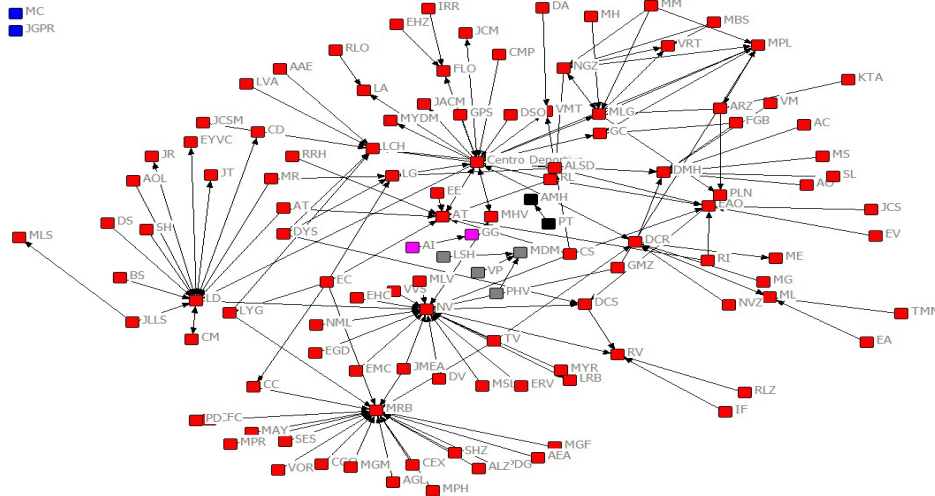 MC
JGPR
IRR
EHZ
JCM
DA
MH
MM
MBS
MPL
VRT
CMP
RLO
FLO
NGZ
AAE
LVA
LA
JACM
MYDM
GPS
DSO
VMT
MLG
ARZ
VM
KTA
FGB
AC
GC
JCSM
CD
EYVC
LCH
JR
JT
RRH
MR
LG
ALSD
RL
DMH
MS
SL
AO
AOL
EE
AMH
PLN
EAO
JCS
EV
DS
SH
AT
AT
MHV
PT
MLS
DYS
AI
GG
LSH
MDM
CS
DCR
RI
ME
BS
EC
MLV
VP
GMZ
MG
LD
EHC
VVS
PHV
DCS
NVZ
ML
TMM
JLLS
LYG
NV
CM
NML
TV
EA
EGD
RV
EMC
JMEA
DV
MYR
LRB
CC
MSL
ERV
RLZ
MRB
IF
MAY
MPR
SES
SHZ
MGF
AEA
VOR
MGM
CEX
ALZ
AGL
MPH